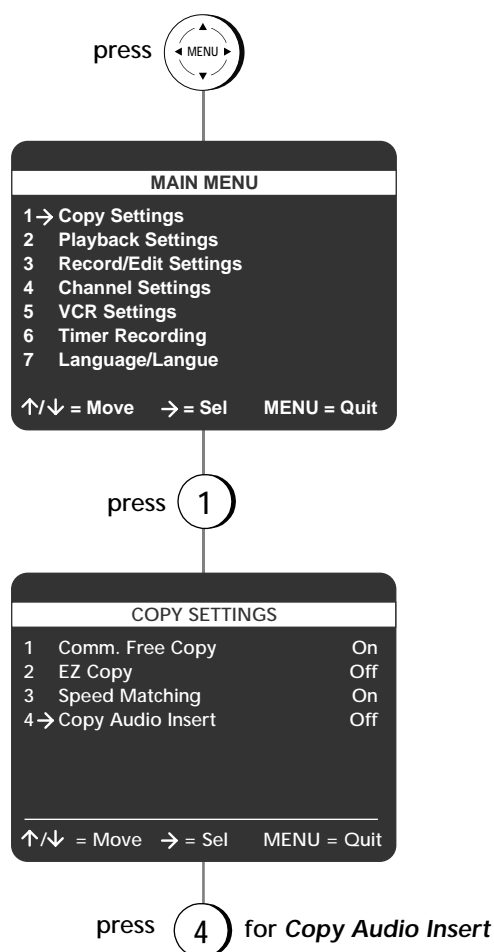 press MENU
MAIN MENU
1→ Copy Settings
2 Playback Settings
3 Record/Edit Settings
4 Channel Settings
5 VCR Settings
6 Timer Recording
7 Language/Langue
↑/↓ = Move → = Sel MENU = Quit
press 1
COPY SETTINGS
1 Comm. Free Copy On
2 EZ Copy Off
3 Speed Matching On
4→ Copy Audio Insert Off
↑/↓ = Move → = Sel MENU = Quit
press 4 for Copy Audio Insert